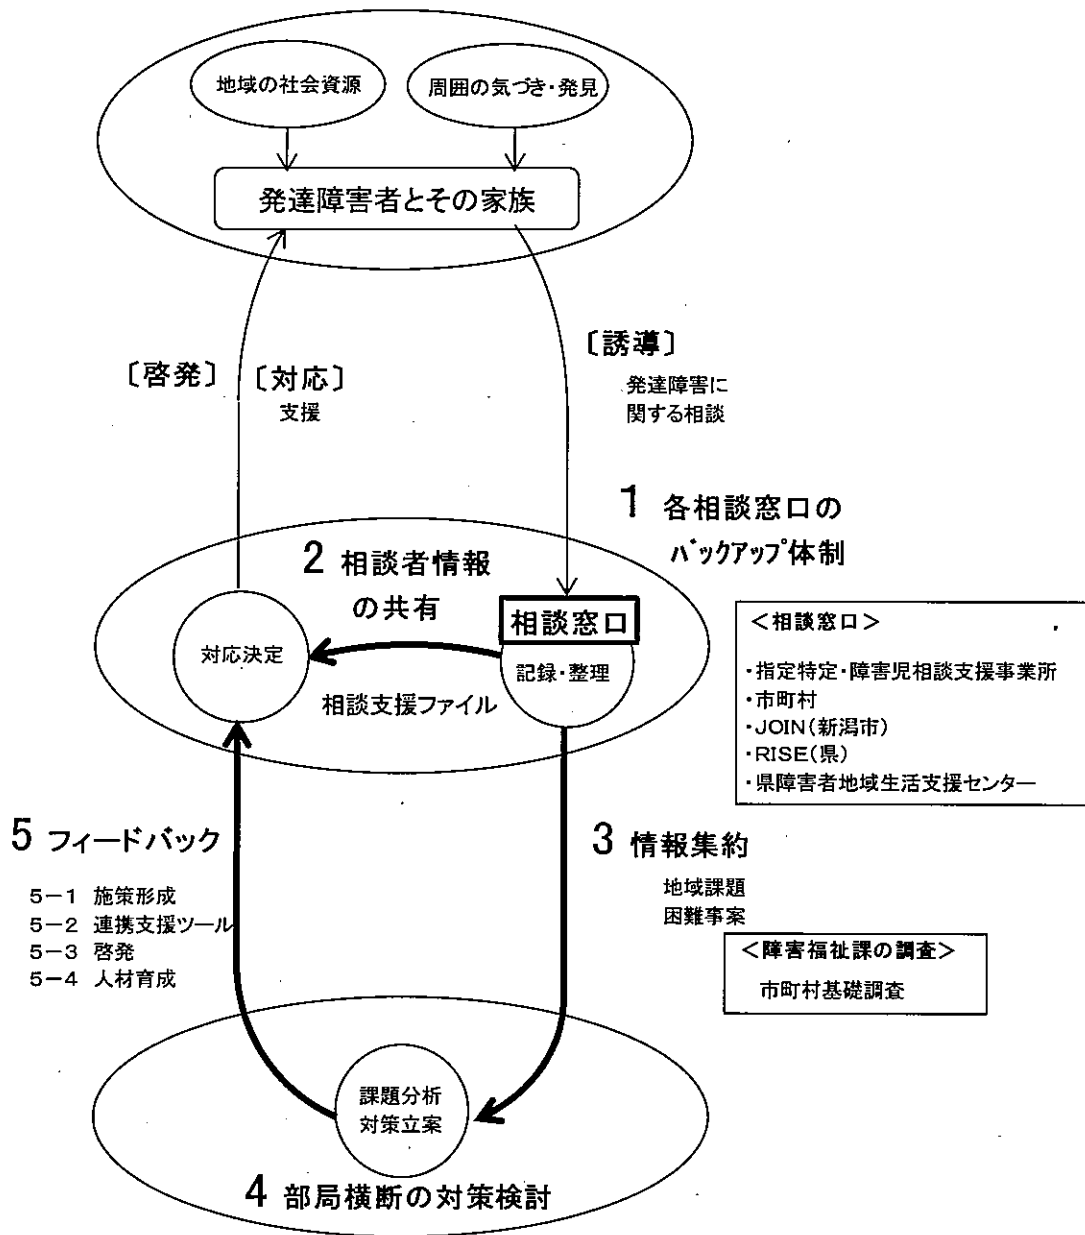 地域の社会資源
周囲の気づき・発見
発達障害者とその家族
〔啓発〕
〔対応〕
支援
〔誘導〕
発達障害に
関する相談
1 各相談窓口の
バックアップ体制
2 相談者情報
の共有
相談窓口
対応決定
記録・整理
相談支援ファイル
＜相談窓口＞
・指定特定・障害児相談支援事業所
・市町村
・JOIN(新潟市)
・RISE(県)
・県障害者地域生活支援センター
5 フィードバック
5－1 施策形成
5－2 連携支援ツール
5－3 啓発
5－4 人材育成
3 情報集約
地域課題
困難事案
＜障害福祉課の調査＞
市町村基礎調査
課題分析
対策立案
4 部局横断の対策検討